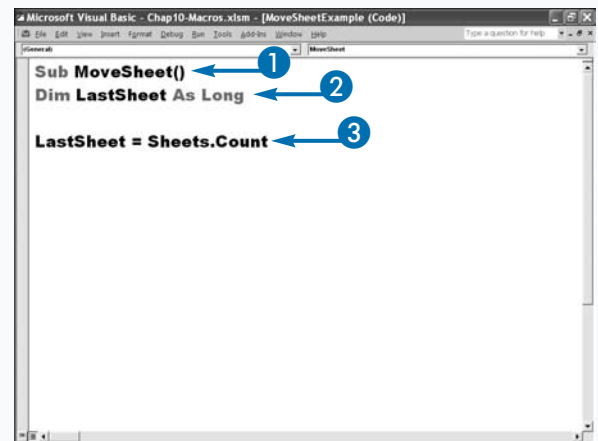 Microsoft Visual Basic - Chap10-Macros.xlsm - [MoveSheetExample (Code)]
File Edit View Insert Format Debug Run Tools Add-Ins Window Help
Type a question for help
(General)
MoveSheet
Sub MoveSheet()
1
Dim LastSheet As Long
2
LastSheet = Sheets.Count
3